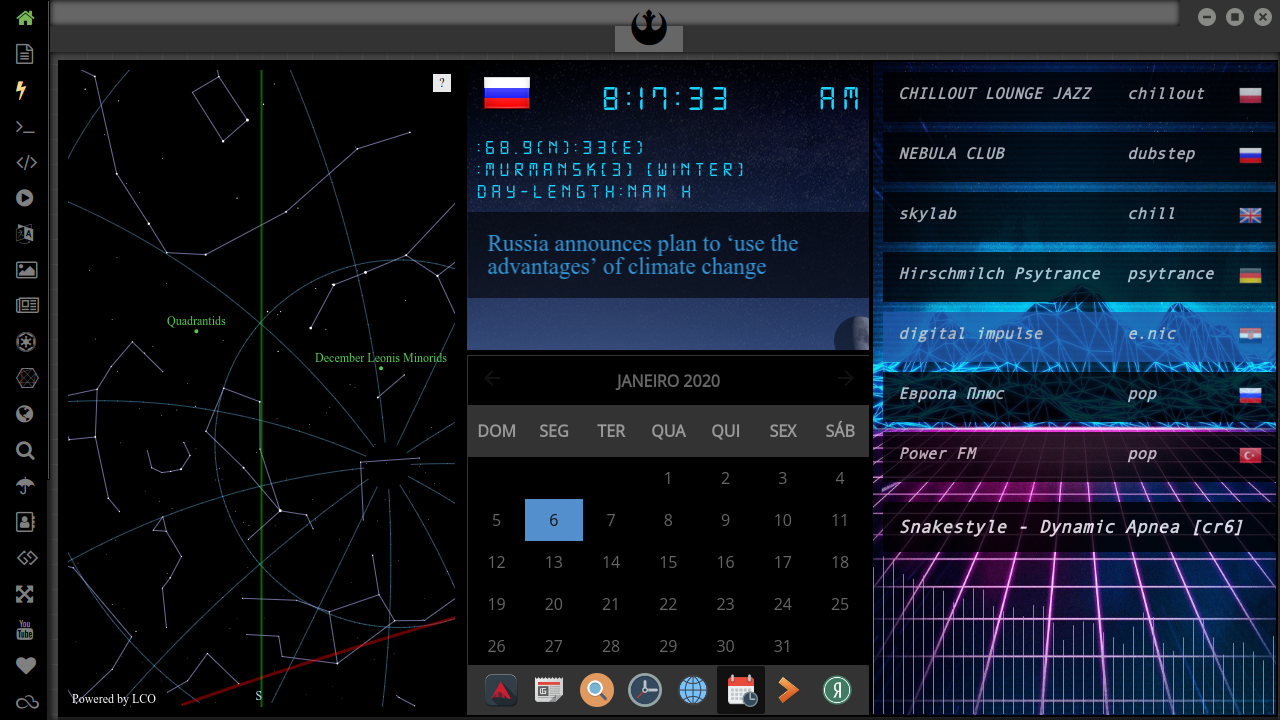 ?
Quadrantids
December Leonis Minorids
S
Powered by LCO
8:17:33 AM
:68.9(N):33(E)
:MURMANSK(3) (WINTER)
DAY-LENGTH:NAN H
Russia announces plan to ‘use the
advantages’ of climate change
JANEIRO 2020
DOM SEG TER QUA QUI SEX SÁB
1 2 3 4
5 6 7 8 9 10 11
12 13 14 15 16 17 18
19 20 21 22 23 24 25
26 27 28 29 30 31
Я
CHILLOUT LOUNGE JAZZ chillout
NEBULA CLUB dubstep
skylab chill
Hirschmilch Psytrance psytrance
digital impulse e.nic
Европа Плюс pop
Power FM pop
Snakestyle - Dynamic Apnea [cr6]
You
Tube